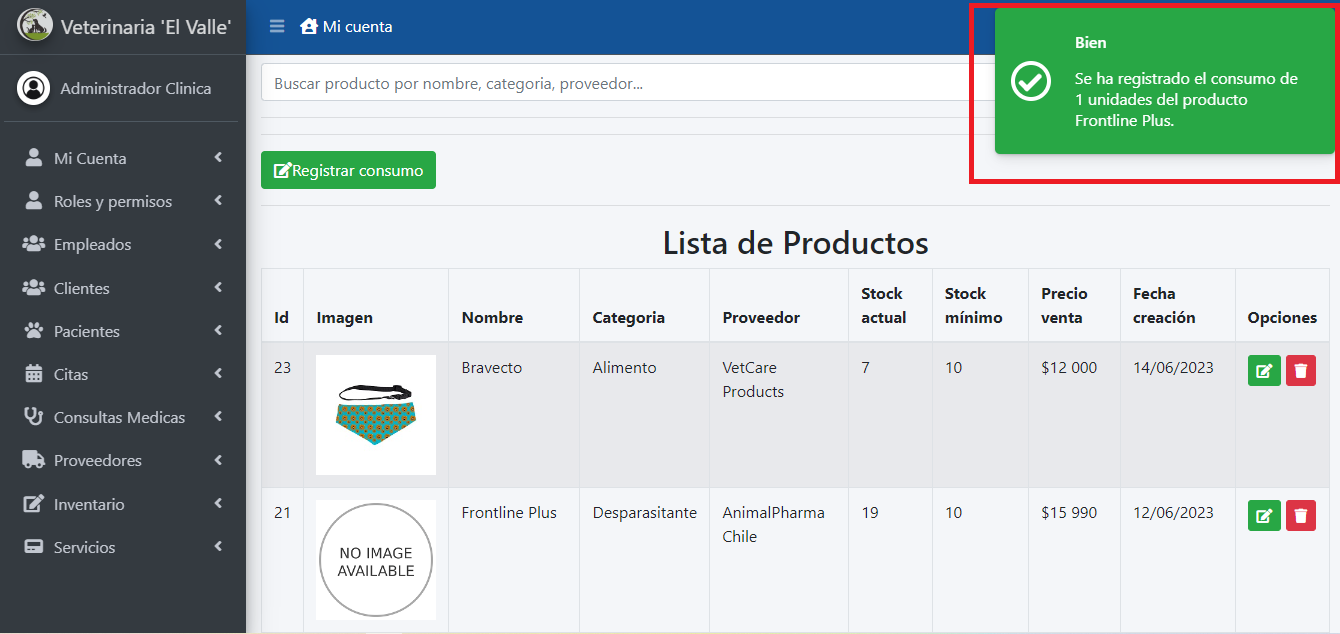 Veterinaria 'El Valle'
Administrador Clinica
Mi Cuenta
Roles y permisos
Empleados
Clientes
Pacientes
Citas
Consultas Medicas
Proveedores
Inventario
Servicios
Mi cuenta
Buscar producto por nombre, categoria, proveedor...
Bien
Se ha registrado el consumo de
1 unidades del producto
Frontline Plus.
Registrar consumo
Lista de Productos
Id Imagen Nombre Categoria Proveedor Stock actual Stock mínimo Precio venta Fecha creación Opciones
23 Bravecto Alimento VetCare Products 7 10 $12 000 14/06/2023
21 NO IMAGE AVAILABLE Frontline Plus Desparasitante AnimalPharma Chile 19 10 $15 990 12/06/2023